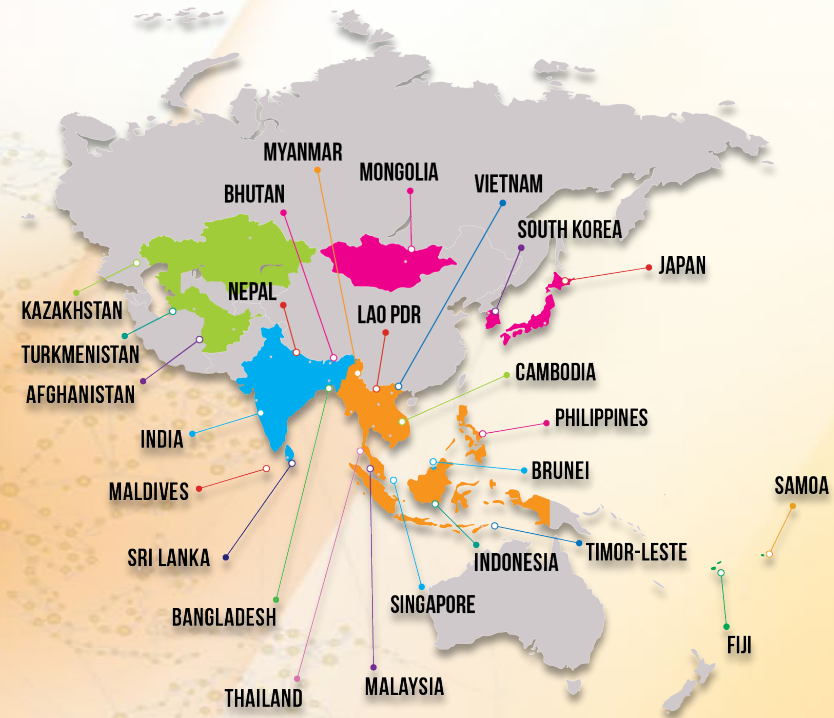 MYANMAR
MONGOLIA
VIETNAM
BHUTAN
SOUTH KOREA
JAPAN
NEPAL
KAZAKHSTAN
LAO PDR
TURKMENISTAN
CAMBODIA
AFGHANISTAN
PHILIPPINES
INDIA
BRUNEI
MALDIVES
SAMOA
SRI LANKA
INDONESIA
TIMOR-LESTE
SINGAPORE
BANGLADESH
FIJI
MALAYSIA
THAILAND